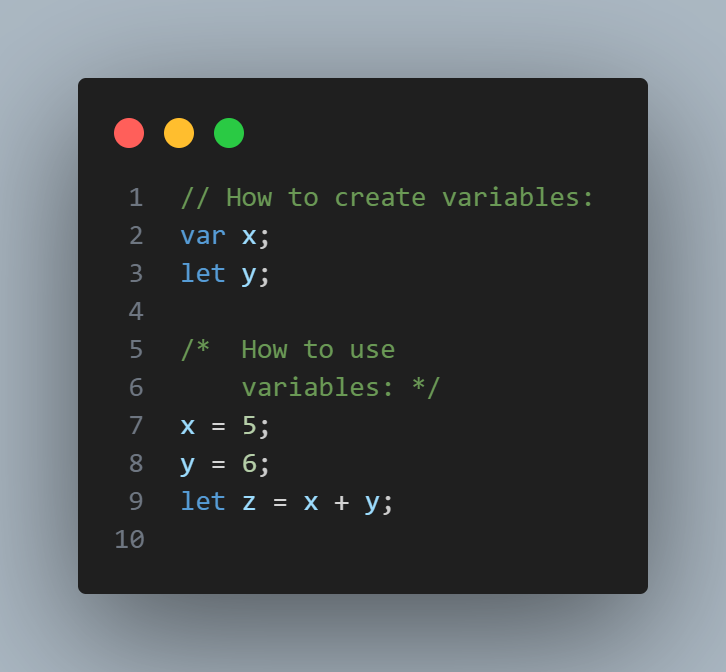 1 // How to create variables:
2 var x;
3 let y;
4
5 /*  How to use
6     variables: */
7 x = 5;
8 y = 6;
9 let z = x + y;
10